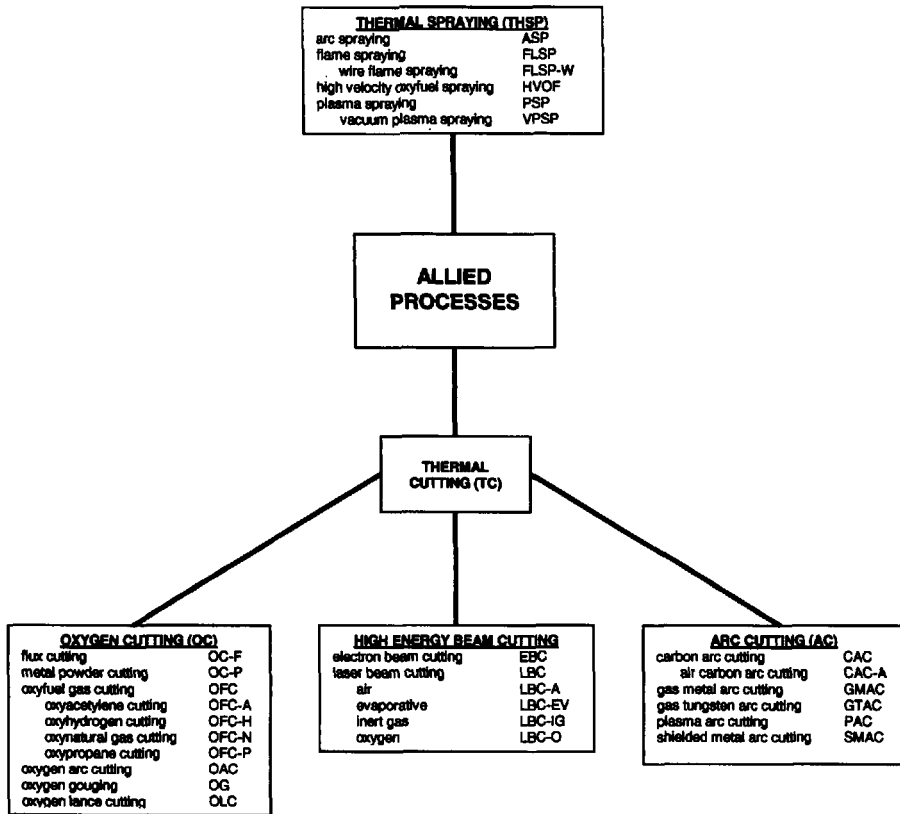 THERMAL SPRAYING (THSP)
arc spraying ASP
flame spraying FLSP
wire flame spraying FLSP-W
high velocity oxyfuel spraying HVOF
plasma spraying PSP
vacuum plasma spraying VPSP
ALLIED
PROCESSES
THERMAL
CUTTING (TC)
OXYGEN CUTTING (OC)
flux cutting OC-F
metal powder cutting OC-P
oxyfuel gas cutting OFC
oxyacetylene cutting OFC-A
oxyhydrogen cutting OFC-H
oxynatural gas cutting OFC-N
oxypropane cutting OFC-P
oxygen arc cutting OAC
oxygen gouging OG
oxygen lance cutting OLC
HIGH ENERGY BEAM CUTTING
electron beam cutting EBC
laser beam cutting LBC
air LBC-A
evaporative LBC-EV
inert gas LBC-IG
oxygen LBC-O
ARC CUTTING (AC)
carbon arc cutting CAC
air carbon arc cutting CAC-A
gas metal arc cutting GMAC
gas tungsten arc cutting GTAC
plasma arc cutting PAC
shielded metal arc cutting SMAC